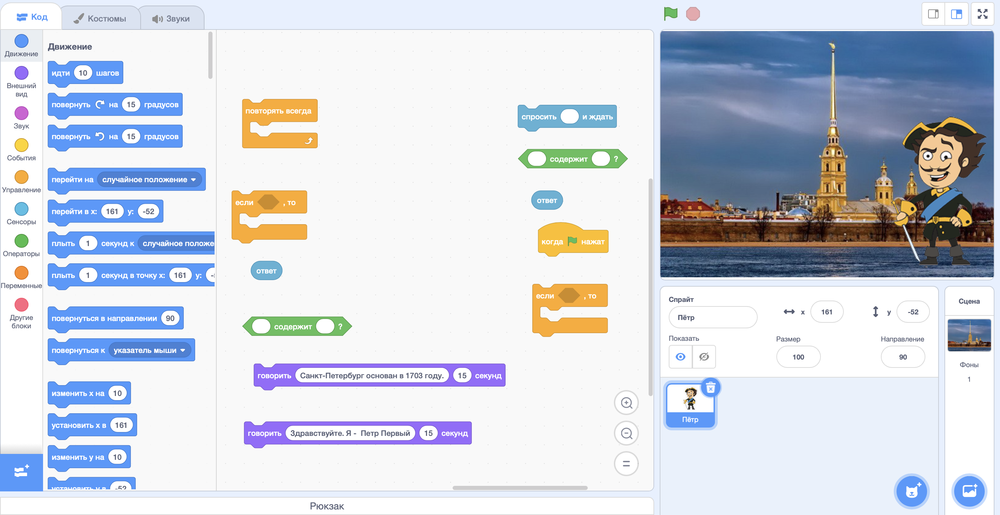 Код
Костюмы
Звуки
Движение
Внешний
вид
Звук
События
Управление
Сенсоры
Операторы
Переменные
Другие
блоки
Движение
идти 10 шагов
повернуть на 15 градусов
повернуть на 15 градусов
перейти на случайное положение
перейти в x: 161 y: -52
плыть 1 секунд к случайное положе
плыть 1 секунд в точку x: 161 y:
повернуться в направлении 90
повернуться к указатель мыши
изменить x на 10
установить x в 161
изменить y на 10
установить y в -52
повторять всегда
если , то
ответ
содержит ?
говорить Санкт-Петербург основан в 1703 году. 15 секунд
говорить Здравствуйте. Я - Петр Первый 15 секунд
спросить и ждать
содержит ?
ответ
когда нажат
если , то
=
Рюкзак
Спрайт
Пётр
x 161
y -52
Показать
Размер
100
Направление
90
Пётр
Сцена
Фоны
1